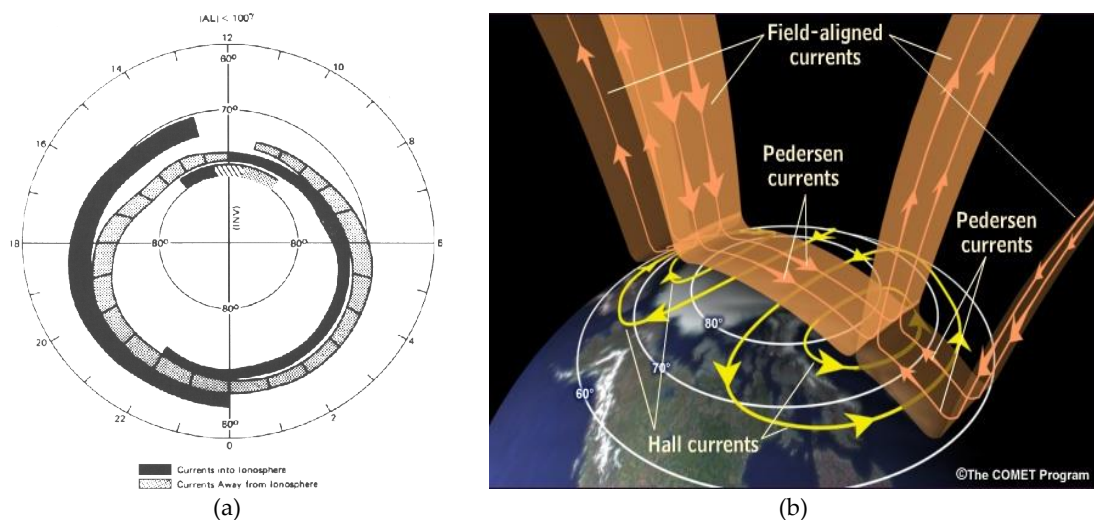 |AL| < 100γ
12
60°
14
10
70°
16
8
(INV)
18
80°
80°
6
80°
20
4
22
60°
2
0
Currents into Ionosphere
Currents Away from Ionosphere
(a)
Field-aligned
currents
Pedersen
currents
Pedersen
currents
80°
70°
60°
Hall currents
©The COMET Program
(b)